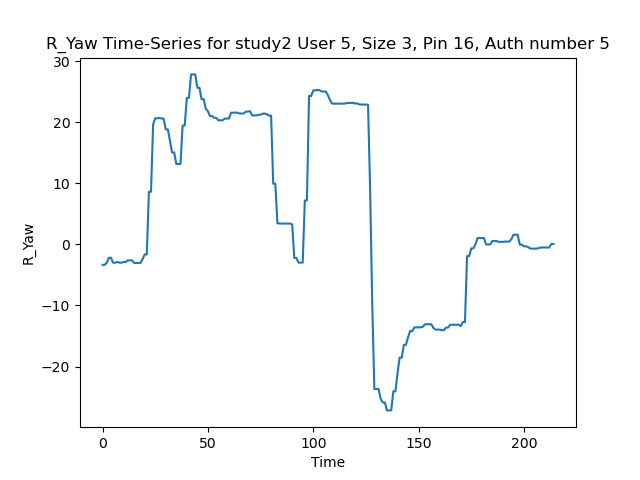 R_Yaw Time-Series for study2 User 5, Size 3, Pin 16, Auth number 5
30
20
10
0
−10
−20
R_Yaw
0 50 100 150 200
Time